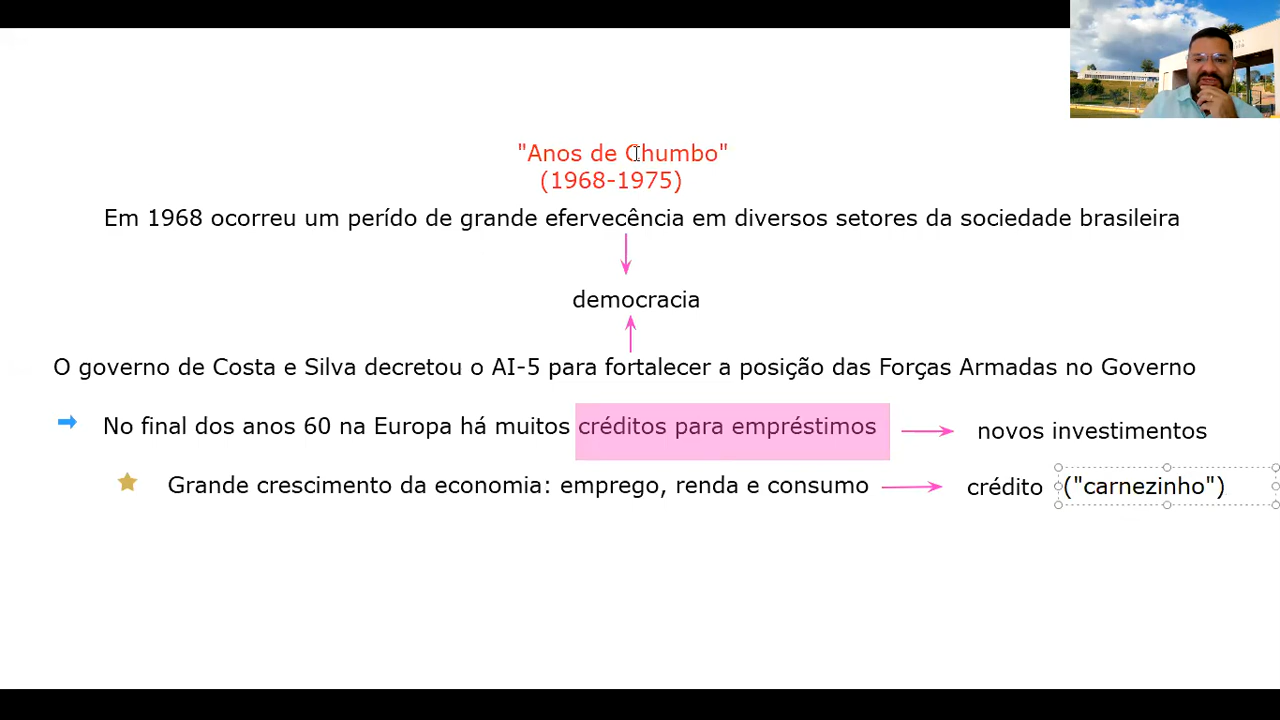 "Anos de Chumbo"
(1968-1975)
Em 1968 ocorreu um perído de grande efervecência em diversos setores da sociedade brasileira
democracia
O governo de Costa e Silva decretou o AI-5 para fortalecer a posição das Forças Armadas no Governo
No final dos anos 60 na Europa há muitos créditos para empréstimos novos investimentos
Grande crescimento da economia: emprego, renda e consumo crédito ("carnezinho")